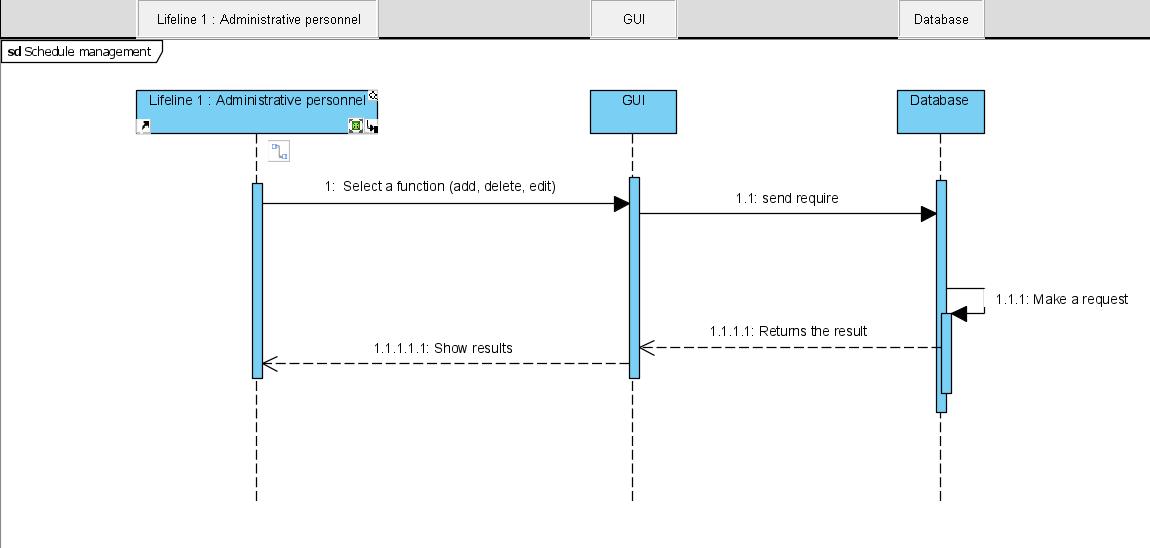 Lifeline 1 : Administrative personnel
GUI
Database
sd Schedule management
Lifeline 1 : Administrative personnel
GUI
Database
1: Select a function (add, delete, edit)
1.1: send require
1.1.1: Make a request
1.1.1.1: Returns the result
1.1.1.1.1: Show results